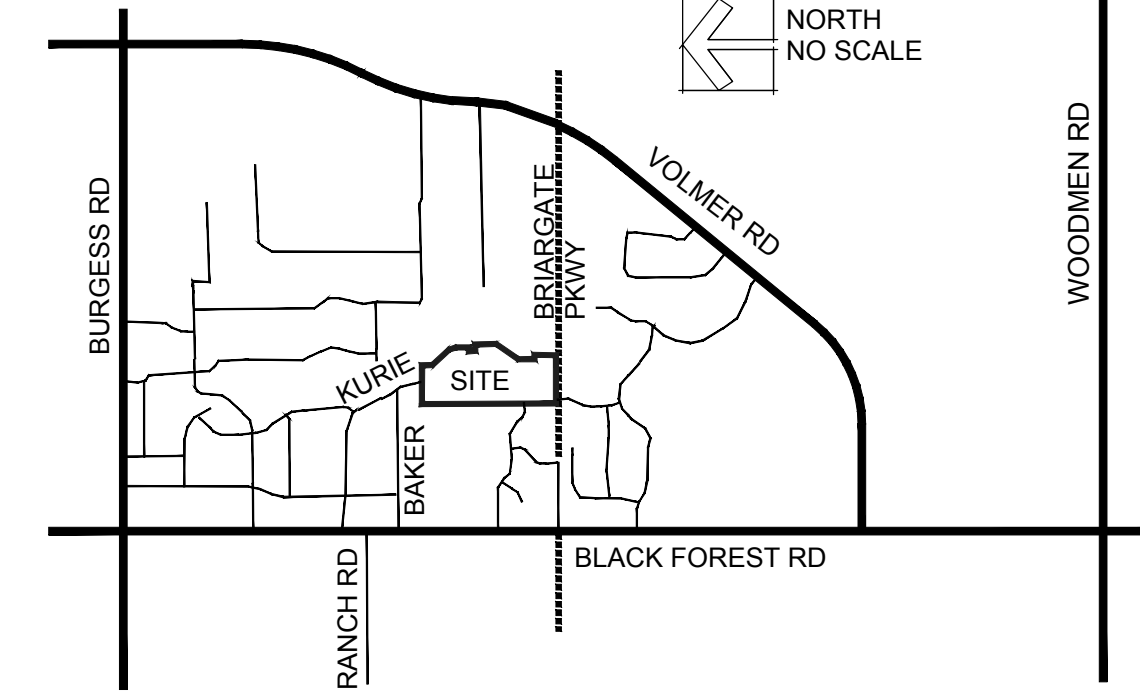 NORTH
NO SCALE
WOODMEN RD
VOLMER RD
BRIARGATE
PKWY
BURGESS RD
KURIE
SITE
BAKER
BLACK FOREST RD
RANCH RD